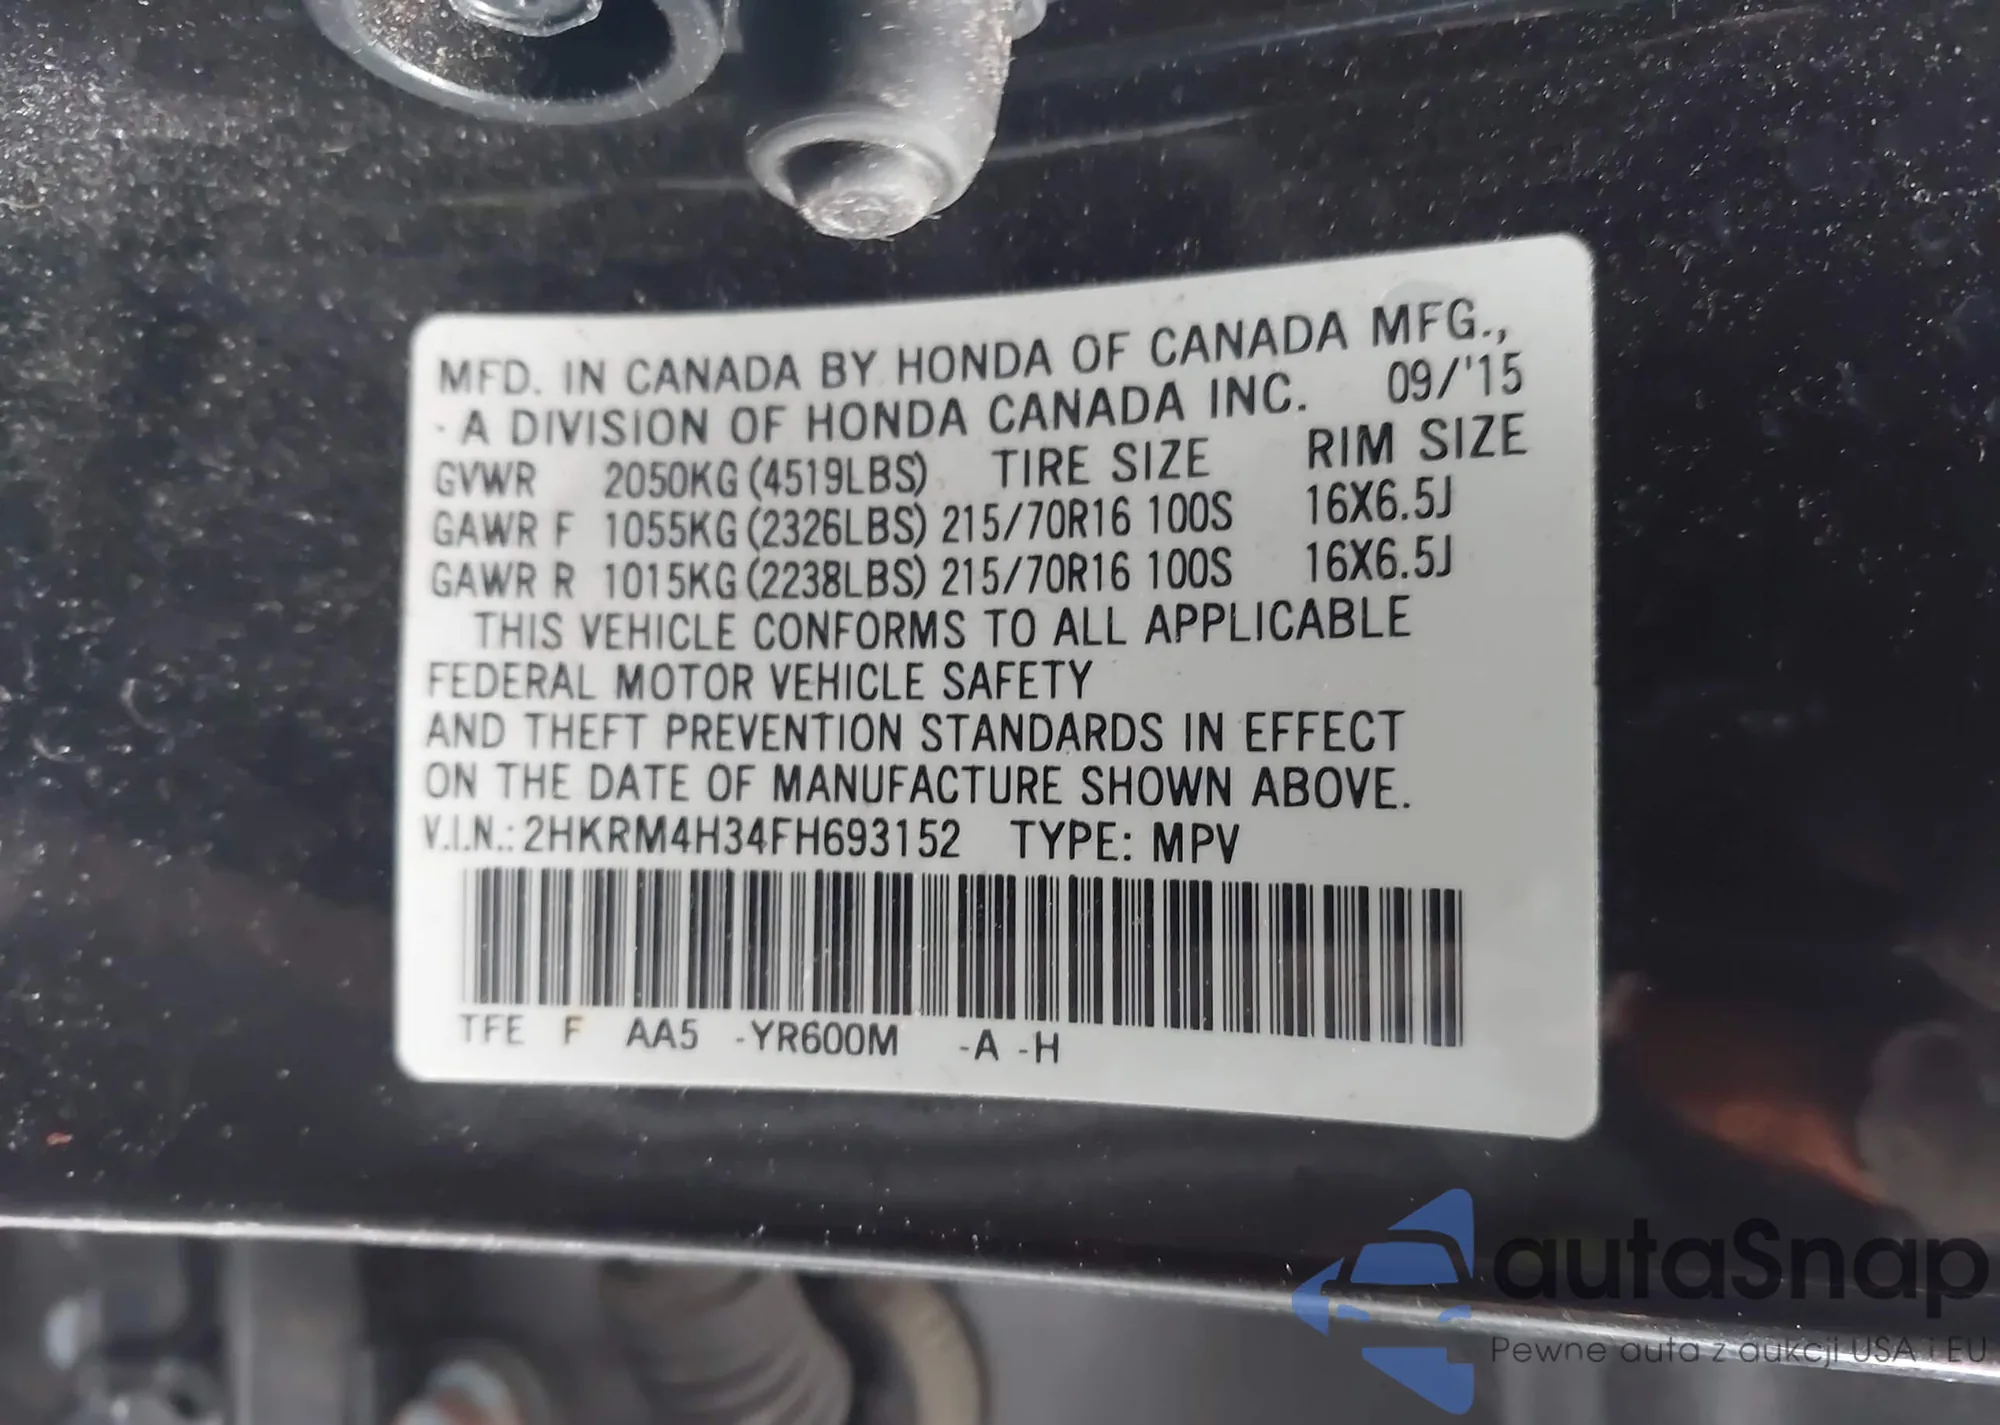 MFD. IN CANADA BY HONDA OF CANADA MFG.,
- A DIVISION OF HONDA CANADA INC. 09/'15
GVWR 2050KG (4519LBS) TIRE SIZE RIM SIZE
GAWR F 1055KG (2326LBS) 215/70R16 100S 16X6.5J
GAWR R 1015KG (2238LBS) 215/70R16 100S 16X6.5J
THIS VEHICLE CONFORMS TO ALL APPLICABLE
FEDERAL MOTOR VEHICLE SAFETY
AND THEFT PREVENTION STANDARDS IN EFFECT
ON THE DATE OF MANUFACTURE SHOWN ABOVE.
V.I.N.: 2HKRM4H34FH693152 TYPE: MPV
TFE F AA5 -YR600M -A -H
autaSnap
Pewne auta z aukcji USA i EU